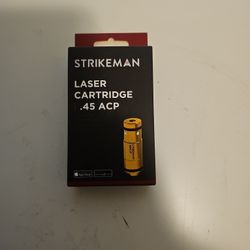 STRIKEMAN
LASER
CARTRIDGE
.45 ACP